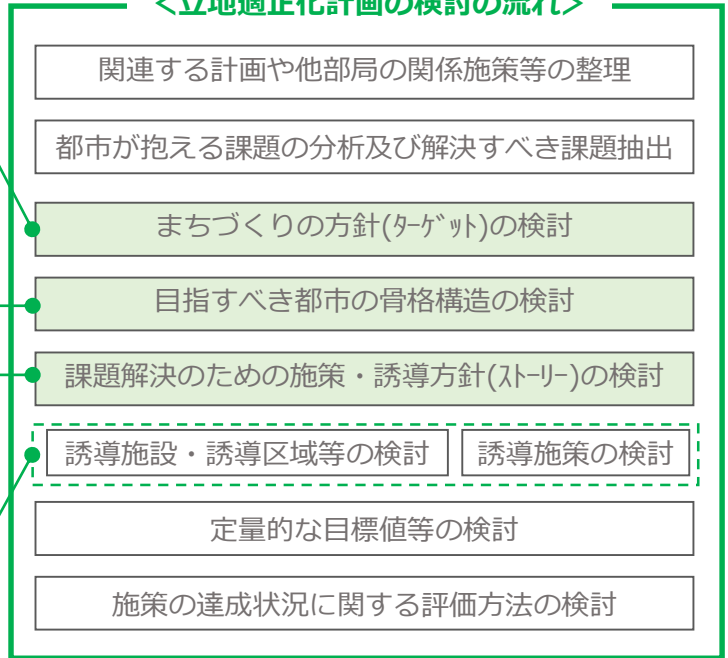 <立地適正化計画の検討の流れ>
関連する計画や他部局の関係施策等の整理
都市が抱える課題の分析及び解決すべき課題抽出
まちづくりの方針(ﾀｰｹﾞｯﾄ)の検討
目指すべき都市の骨格構造の検討
課題解決のための施策・誘導方針(ｽﾄｰﾘｰ)の検討
誘導施設・誘導区域等の検討 誘導施策の検討
定量的な目標値等の検討
施策の達成状況に関する評価方法の検討